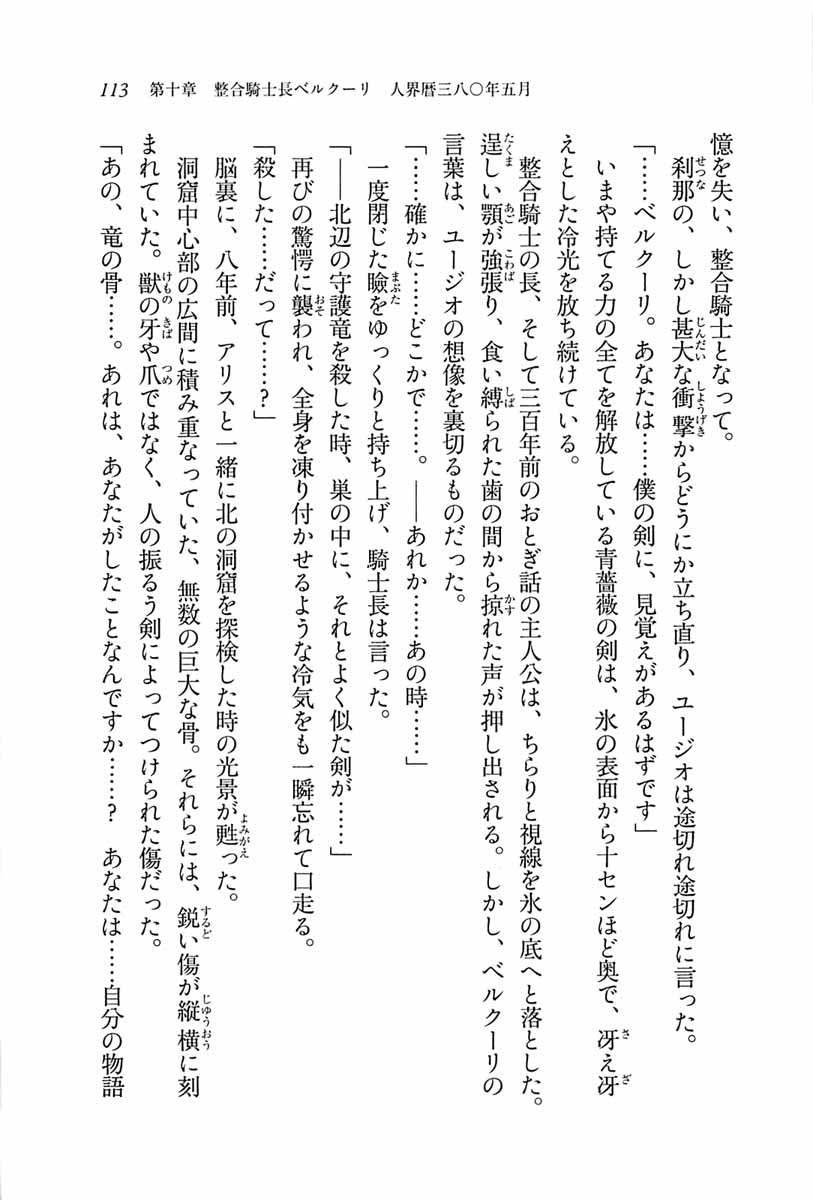 113　第十章　整合騎士長ベルクーリ　人界暦三八〇年五月
憶を失い、整合騎士となって。
刹那の、しかし甚大な衝撃からどうにか立ち直り、ユージオは途切れ途切れに言った。
「……ベルクーリ。あなたは……僕の剣に、見覚えがあるはずです」
いまや持てる力の全てを解放している青薔薇の剣は、氷の表面から十センほど奥で、冴え冴
えとした冷光を放ち続けている。
整合騎士の長、そして三百年前のおとぎ話の主人公は、ちらりと視線を氷の底へと落とした。
逞しい顎が強張り、食い縛られた歯の間から掠れた声が押し出される。しかし、ベルクーリの
言葉は、ユージオの想像を裏切るものだった。
「……確かに……どこかで……。――あれか……あの時……」
一度閉じた瞼をゆっくりと持ち上げ、騎士長は言った。
「――北辺の守護竜を殺した時、巣の中に、それとよく似た剣が……」
再びの驚愕に襲われ、全身を凍り付かせるような冷気をも一瞬忘れて口走る。
「殺した……だって……？」
脳裏に、八年前、アリスと一緒に北の洞窟を探検した時の光景が甦った。
洞窟中心部の広間に積み重なっていた、無数の巨大な骨。それらには、鋭い傷が縦横に刻
まれていた。獣の牙や爪ではなく、人の振るう剣によってつけられた傷だった。
「あの、竜の骨……。あれは、あなたがしたことなんですか……？　あなたは……自分の物語